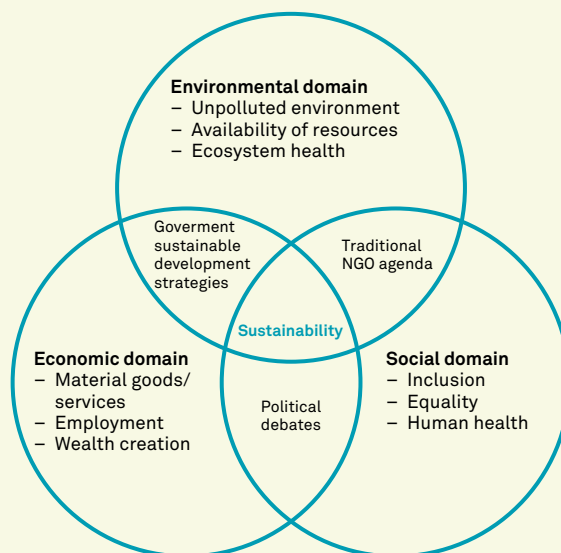 Environmental domain
– Unpolluted environment
– Availability of resources
– Ecosystem health
Goverment
sustainable
development
strategies
Traditional
NGO agenda
Sustainability
Economic domain
– Material goods/
services
– Employment
– Wealth creation
Political
debates
Social domain
– Inclusion
– Equality
– Human health